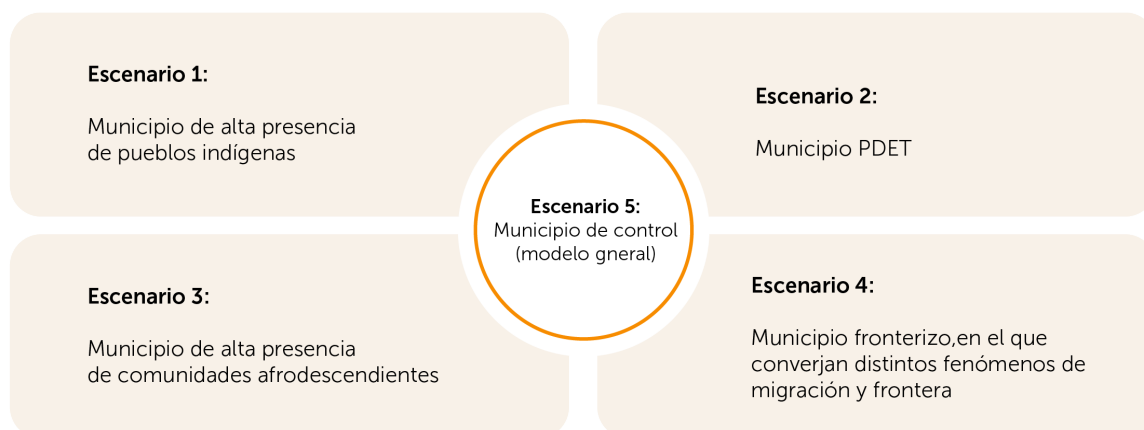 Escenario 1:
Municipio de alta presencia
de pueblos indígenas
Escenario 2:
Municipio PDET
Escenario 5:
Municipio de control
(modelo gneral)
Escenario 3:
Municipio de alta presencia
de comunidades afrodescendientes
Escenario 4:
Municipio fronterizo,en el que
converjan distintos fenómenos de
migración y frontera